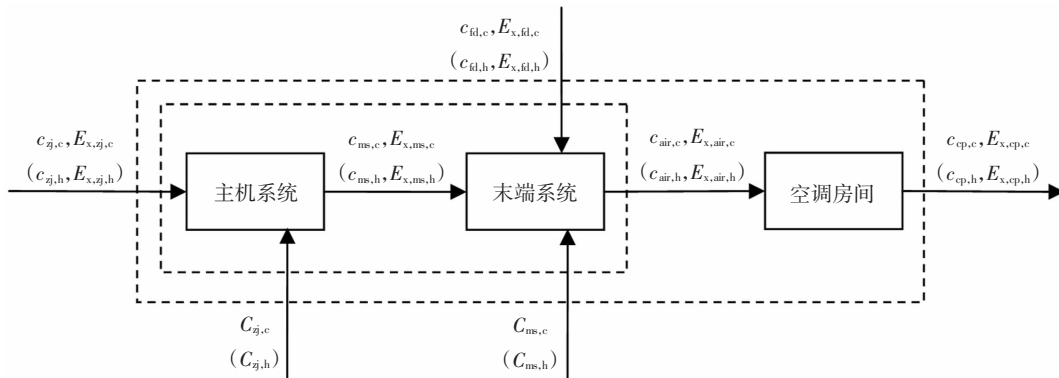 c_fd,c, E_x,fd,c
(c_fd,h, E_x,fd,h)
c_zj,c, E_x,zj,c
(c_zj,h, E_x,zj,h)
主机系统
c_ms,c, E_x,ms,c
(c_ms,h, E_x,ms,h)
末端系统
c_air,c, E_x,air,c
(c_air,h, E_x,air,h)
空调房间
c_cp,c, E_x,cp,c
(c_cp,h, E_x,cp,h)
C_zj,c
(C_zj,h)
C_ms,c
(C_ms,h)